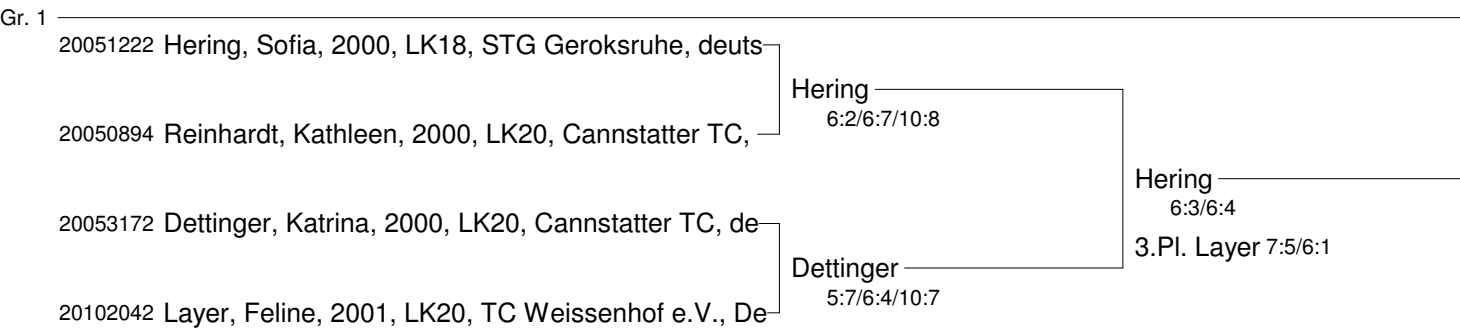 Gr. 1
20051222 Hering, Sofia, 2000, LK18, STG Geroksruhe, deuts
Hering
6:2/6:7/10:8
20050894 Reinhardt, Kathleen, 2000, LK20, Cannstatter TC,
Hering
6:3/6:4
20053172 Dettinger, Katrina, 2000, LK20, Cannstatter TC, de
3.Pl. Layer 7:5/6:1
Dettinger
5:7/6:4/10:7
20102042 Layer, Feline, 2001, LK20, TC Weissenhof e.V., De